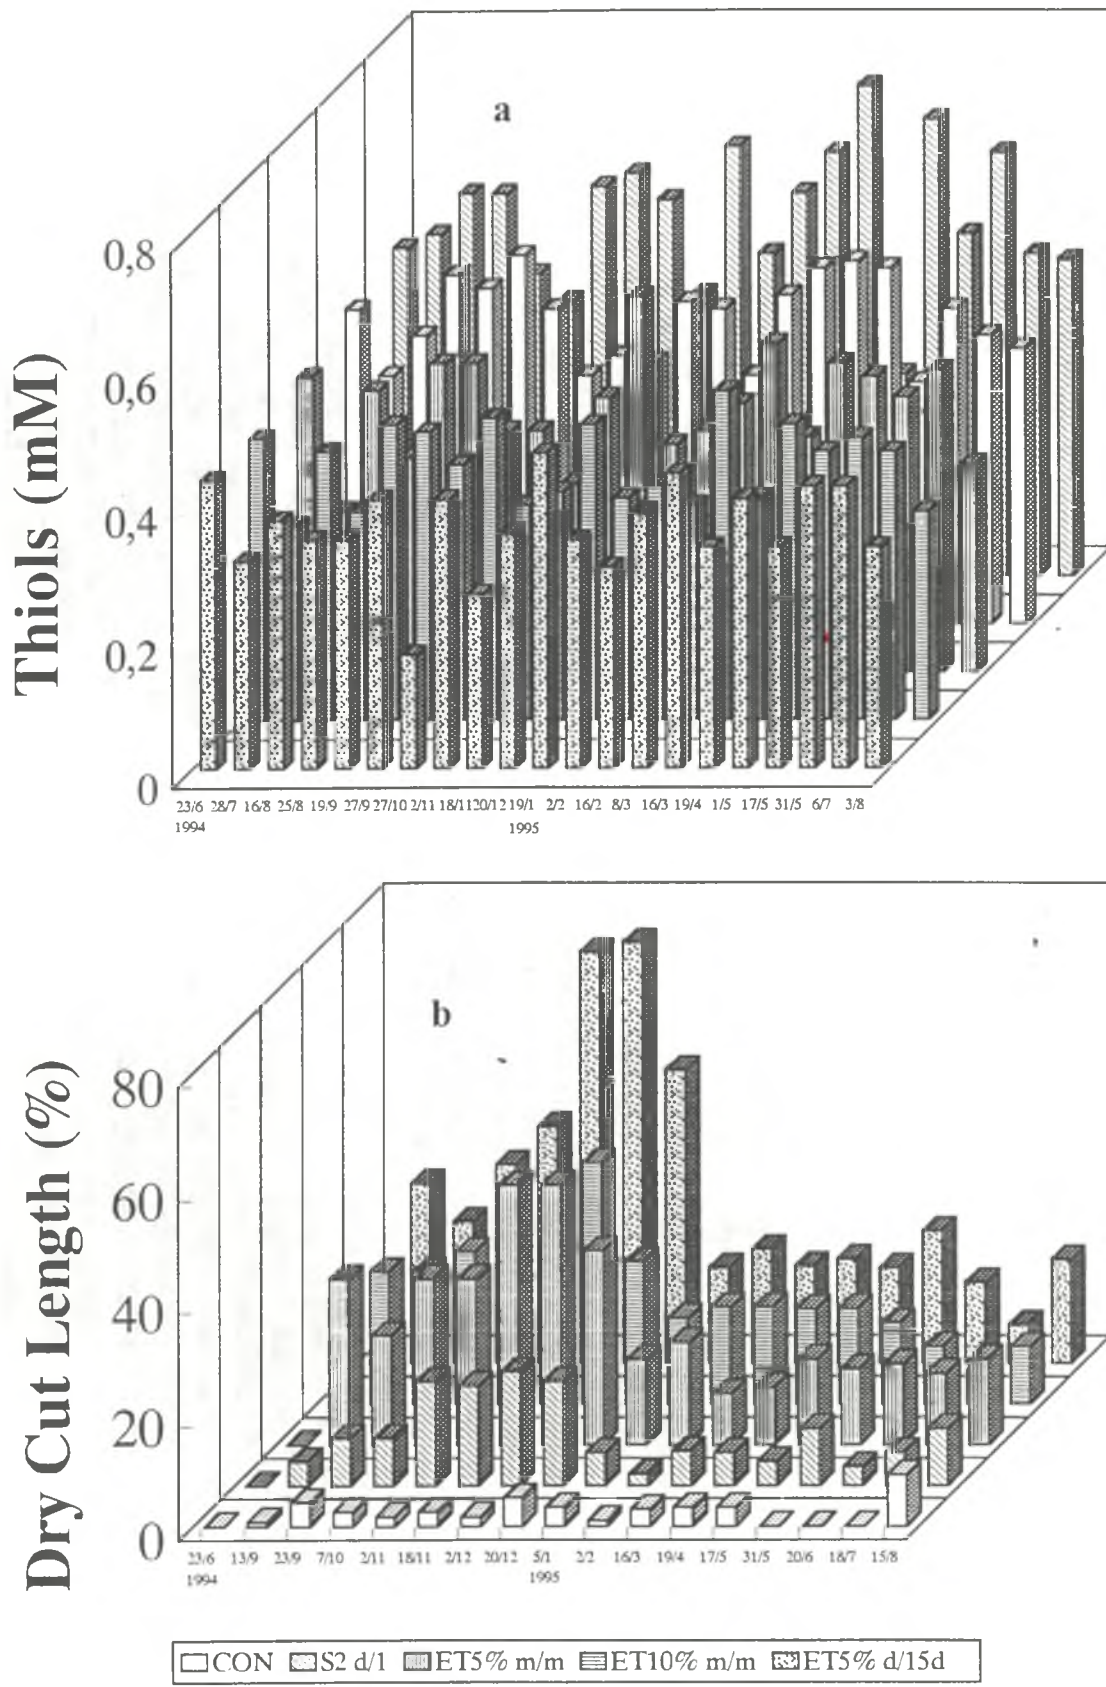 a
0,8
0,6
0,4
0,2
0
Thiols (mM)
23/6 28/7 16/8 25/8 19/9 27/9 27/10 2/11 18/11 20/12 19/1 2/2 16/2 8/3 16/3 19/4 1/5 17/5 31/5 6/7 3/8
1994 1995
b
80
60
40
20
0
Dry Cut Length (%)
23/6 13/9 23/9 7/10 2/11 18/11 2/12 20/12 5/1 2/2 16/3 19/4 17/5 31/5 20/6 18/7 15/8
1994 1995
CON S2 d/1 ET5% m/m ET10% m/m ET5% d/15d